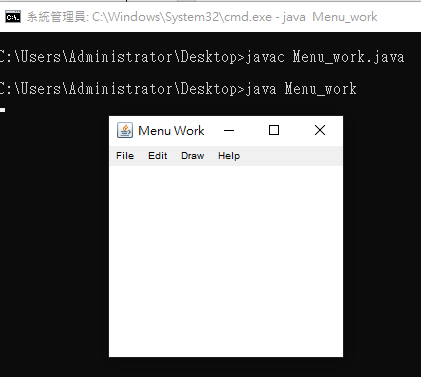 系統管理員: C:\Windows\System32\cmd.exe - java  Menu_work
C:\Users\Administrator\Desktop>javac Menu_work.java
C:\Users\Administrator\Desktop>java Menu_work
Menu Work
File Edit Draw Help